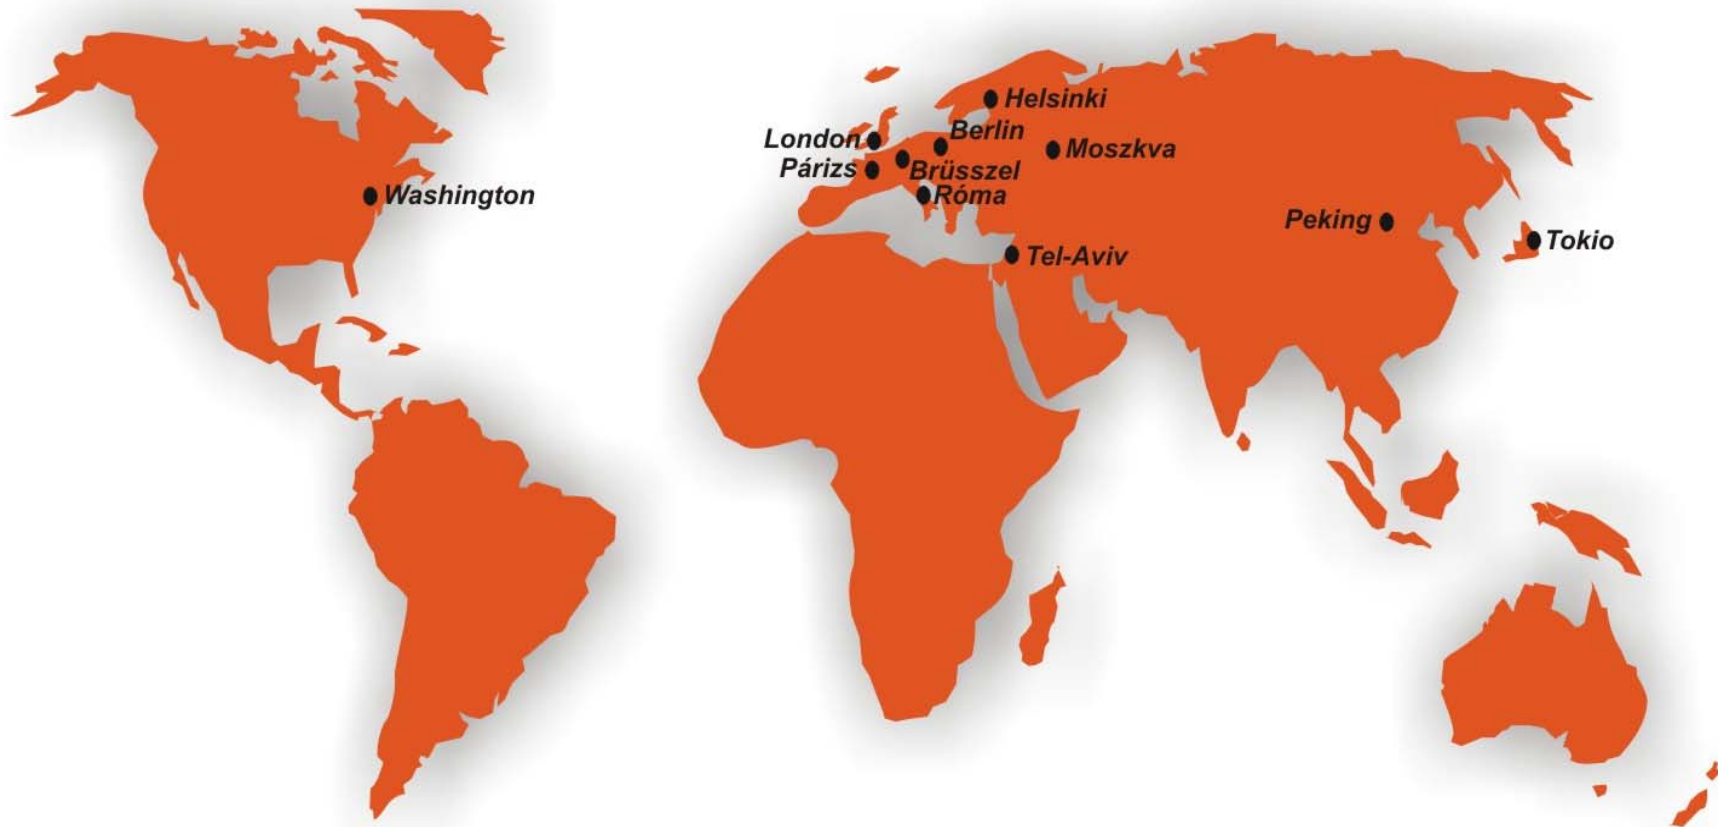 Helsinki
Berlin
London
Moszkva
Párizs
Brüsszel
Washington
Róma
Peking
Tokio
Tel-Aviv